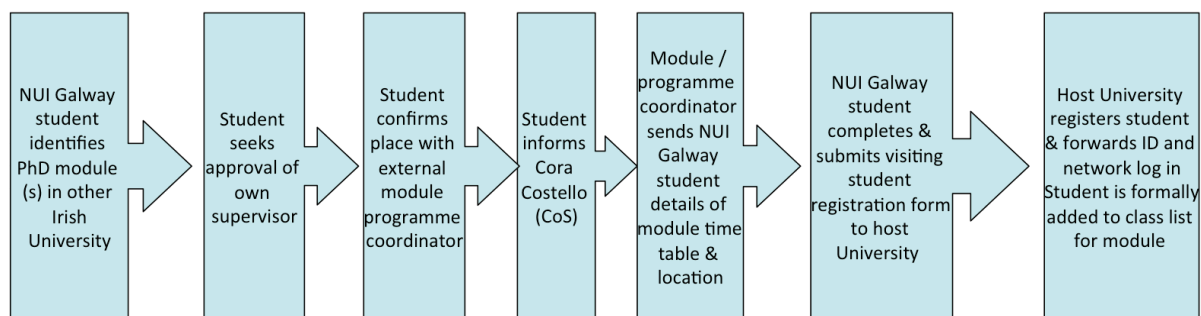 NUI Galway
student
identifies
PhD module
(s) in other
Irish
University
Student
seeks
approval of
own
supervisor
Student
confirms
place with
external
module
programme
coordinator
Student
informs
Cora
Costello
(CoS)
Module /
programme
coordinator
sends NUI
Galway
student
details of
module time
table &
location
NUI Galway
student
completes &
submits visiting
student
registration form
to host
University
Host University
registers student
& forwards ID and
network log in
Student is formally
added to class list
for module